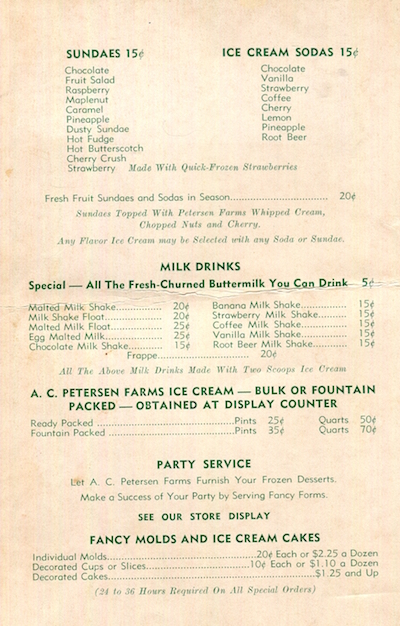 SUNDAES 15¢
Chocolate
Fruit Salad
Raspberry
Maplenut
Caramel
Pineapple
Dusty Sundae
Hot Fudge
Hot Butterscotch
Cherry Crush
Strawberry Made With Quick-Frozen Strawberries
ICE CREAM SODAS 15¢
Chocolate
Vanilla
Strawberry
Coffee
Cherry
Lemon
Pineapple
Root Beer
Fresh Fruit Sundaes and Sodas in Season............................... 20¢
Sundaes Topped With Petersen Farms Whipped Cream,
Chopped Nuts and Cherry.
Any Flavor Ice Cream may be Selected with any Soda or Sundae.
MILK DRINKS
Special — All The Fresh-Churned Buttermilk You Can Drink 5¢
Malted Milk Shake.............. 20¢
Milk Shake Float................. 20¢
Malted Milk Float................ 25¢
Egg Malted Milk.................. 25¢
Chocolate Milk Shake.......... 15¢
Banana Milk Shake............. 15¢
Strawberry Milk Shake........ 15¢
Coffee Milk Shake............... 15¢
Vanilla Milk Shake............... 15¢
Root Beer Milk Shake.......... 15¢
Frappe............................. 20¢
All The Above Milk Drinks Made With Two Scoops Ice Cream
A. C. PETERSEN FARMS ICE CREAM — BULK OR FOUNTAIN
PACKED — OBTAINED AT DISPLAY COUNTER
Ready Packed ........................................Pints 25¢ Quarts 50¢
Fountain Packed .....................................Pints 35¢ Quarts 70¢
PARTY SERVICE
Let A. C. Petersen Farms Furnish Your Frozen Desserts.
Make a Success of Your Party by Serving Fancy Forms.
SEE OUR STORE DISPLAY
FANCY MOLDS AND ICE CREAM CAKES
Individual Molds...............................................20¢ Each or $2.25 a Dozen
Decorated Cups or Slices.................................10¢ Each or $1.10 a Dozen
Decorated Cakes................................................................$1.25 and Up
(24 to 36 Hours Required On All Special Orders)